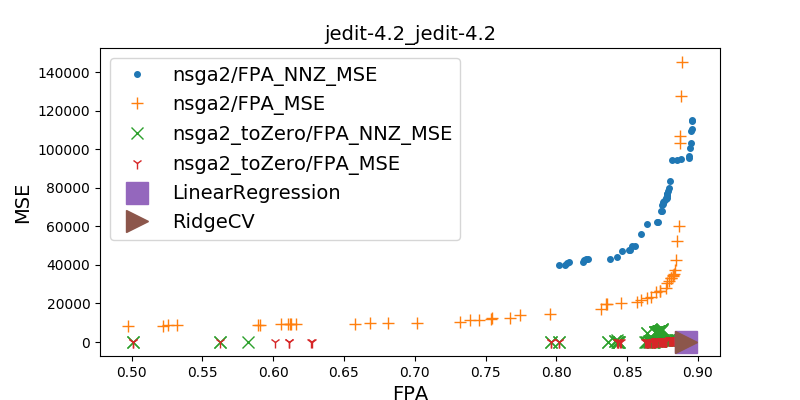 jedit-4.2_jedit-4.2
nsga2/FPA_NNZ_MSE
nsga2/FPA_MSE
nsga2_toZero/FPA_NNZ_MSE
nsga2_toZero/FPA_MSE
LinearRegression
RidgeCV
MSE
140000
120000
100000
80000
60000
40000
20000
0
0.50 0.55 0.60 0.65 0.70 0.75 0.80 0.85 0.90
FPA